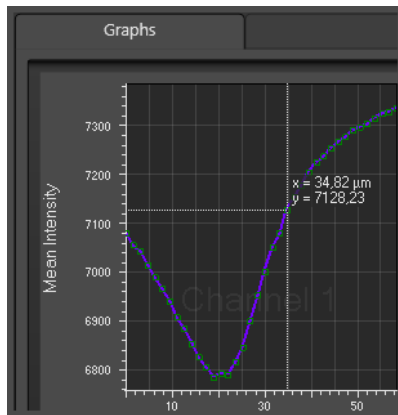 Graphs
7300
7200
7100
7000
6900
6800
Mean Intensity
x = 34,82 µm
y = 7128,23
Channel 1
10
30
50